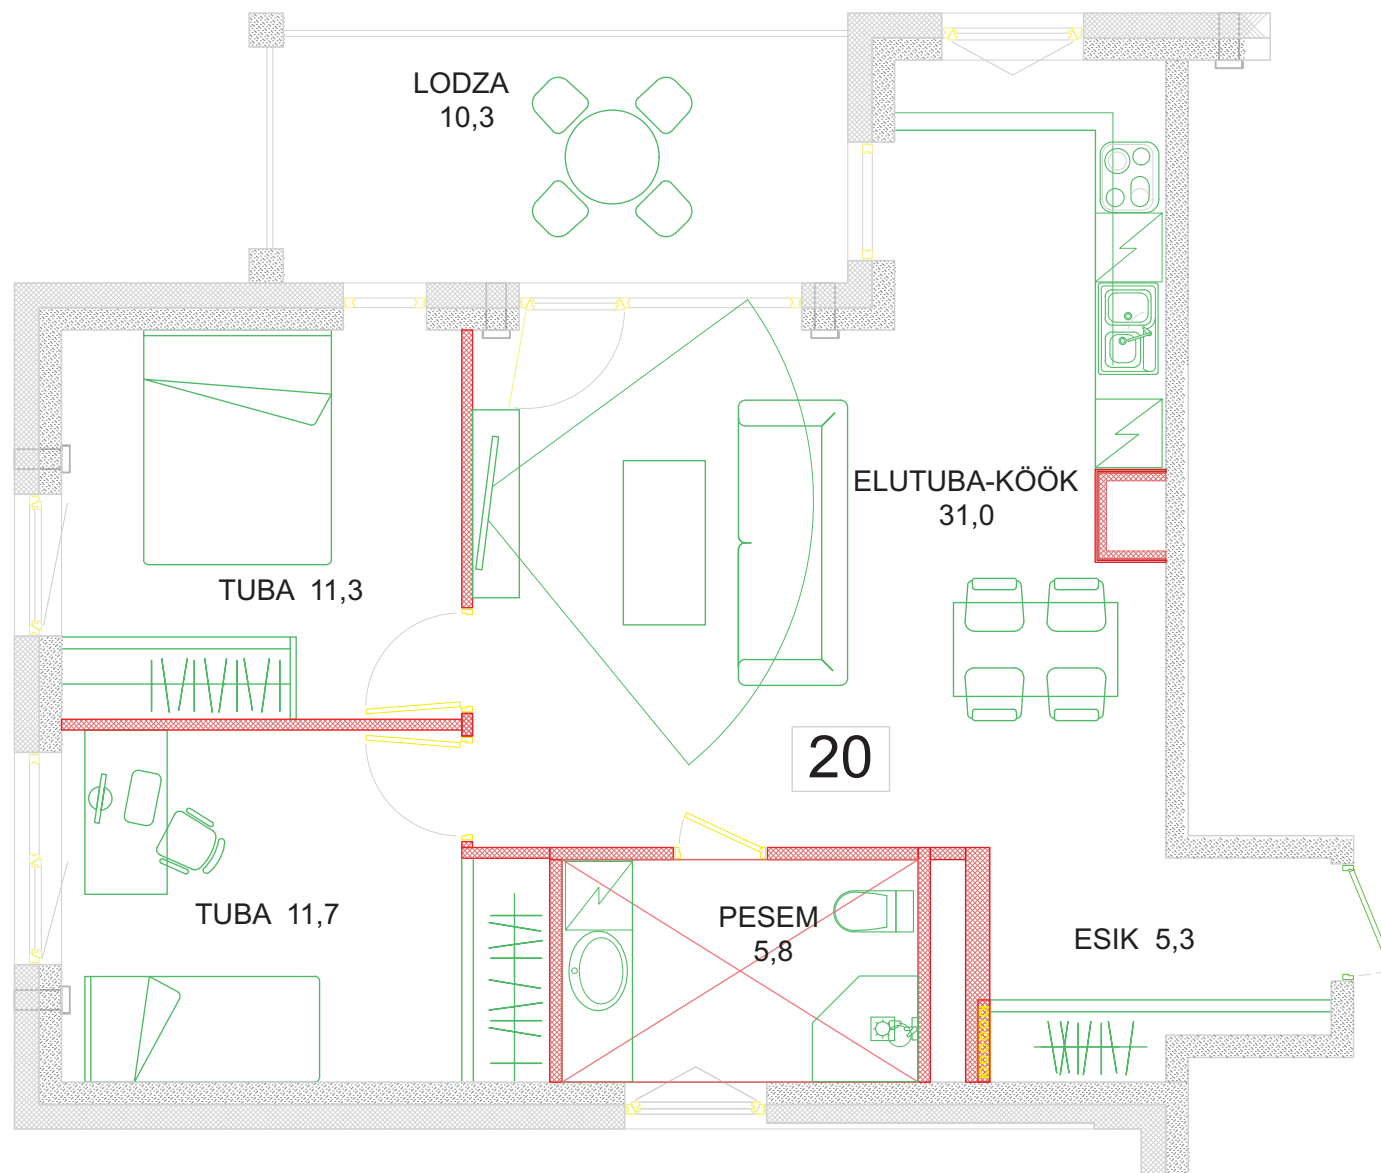 LODZA
10,3
ELUTUBA-KÖÖK
31,0
TUBA 11,3
20
TUBA 11,7
PESEM
5,8
ESIK 5,3